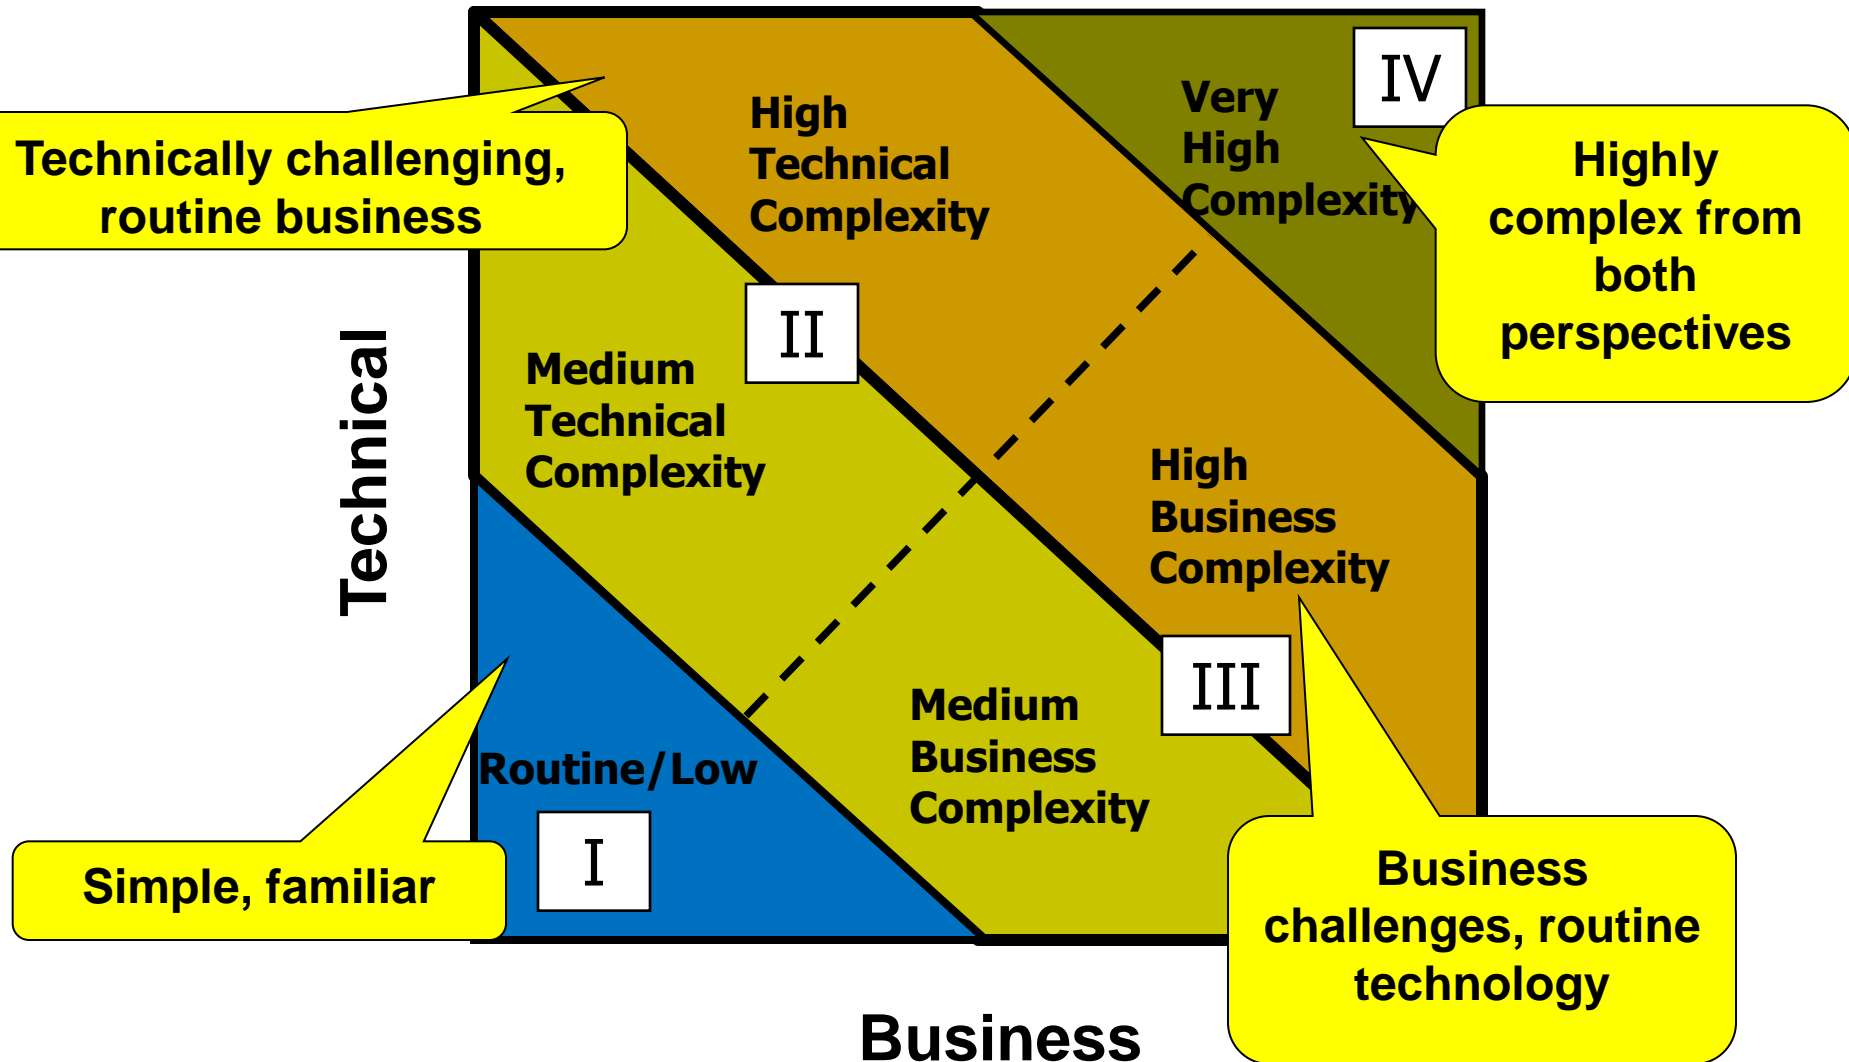 Technically challenging,
routine business
High
Technical
Complexity
Very
High
Complexity
IV
Highly
complex from
both
perspectives
Technical
II
Medium
Technical
Complexity
High
Business
Complexity
III
Medium
Business
Complexity
Routine/Low
I
Simple, familiar
Business
challenges, routine
technology
Business